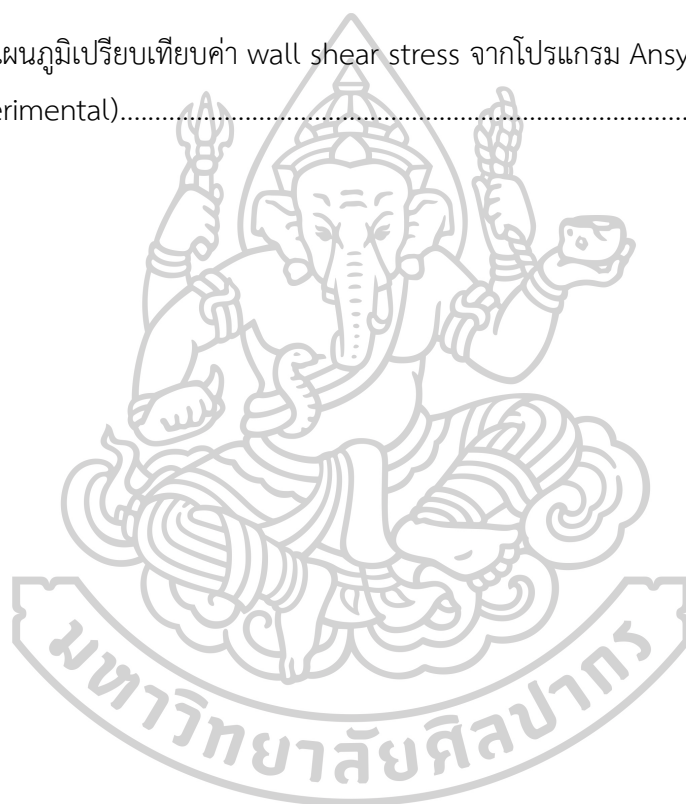 แผนภูมิเปรียบเทียบค่า wall shear stress จากโปรแกรม Ansy
erimental)....................................................................................
มหาวิทยาลัยศิลปากร